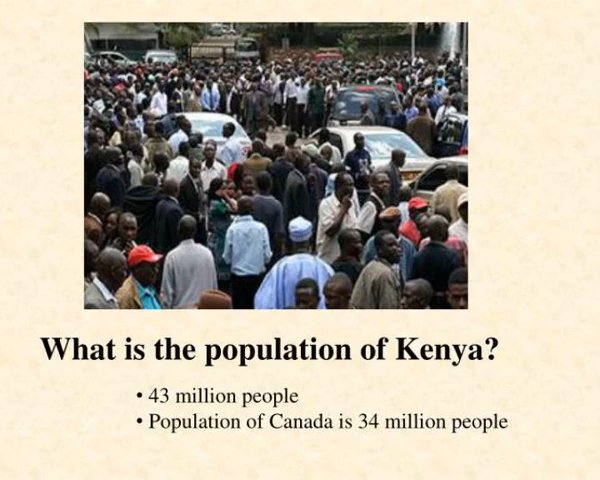 What is the population of Kenya?
• 43 million people
• Population of Canada is 34 million people